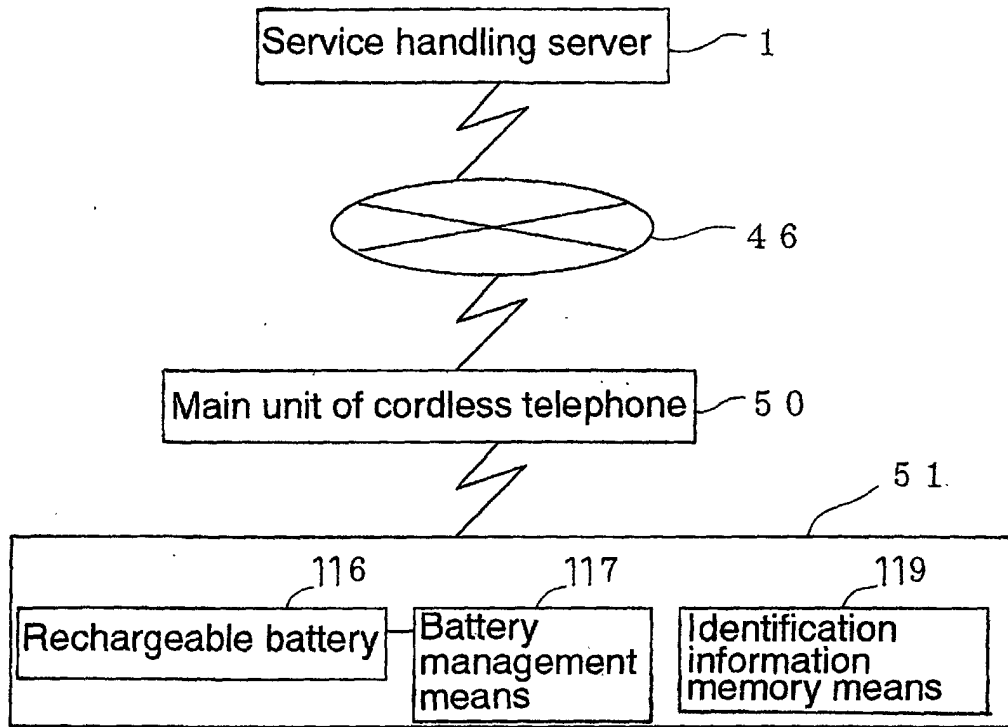 Service handling server
1
4 6
Main unit of cordless telephone
5 0
5 1
116
117
119
Rechargeable battery
Battery
management
means
Identification
information
memory means